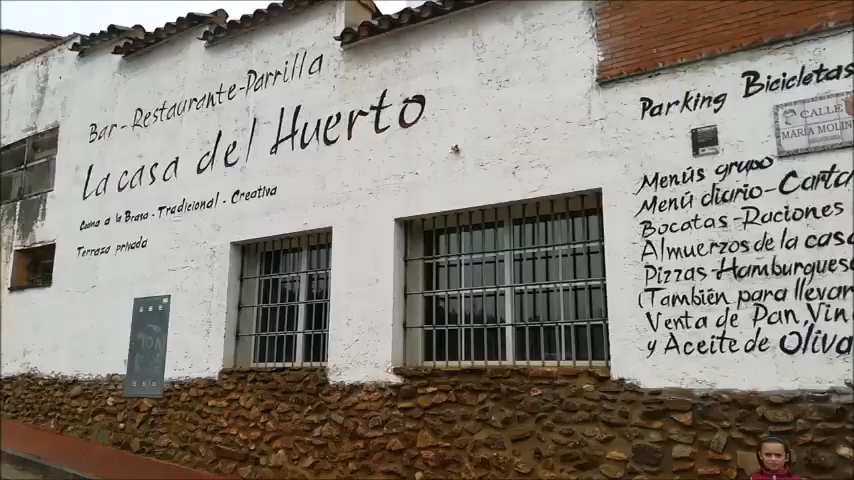 Bar - Restaurante - Parrilla
La casa del Huerto
a la Brasa - Tradicional - Creativa
Terraza privada
Parking Bicicletas
CALLE
MARÍA MOLIN
Menús grupo
Menú diario - Carta
Bocatas - Raciones
Almuerzos de la casa
Pizzas - Hamburguesa
(También para llevar
Venta de Pan, Vin
y Aceite de Oliva